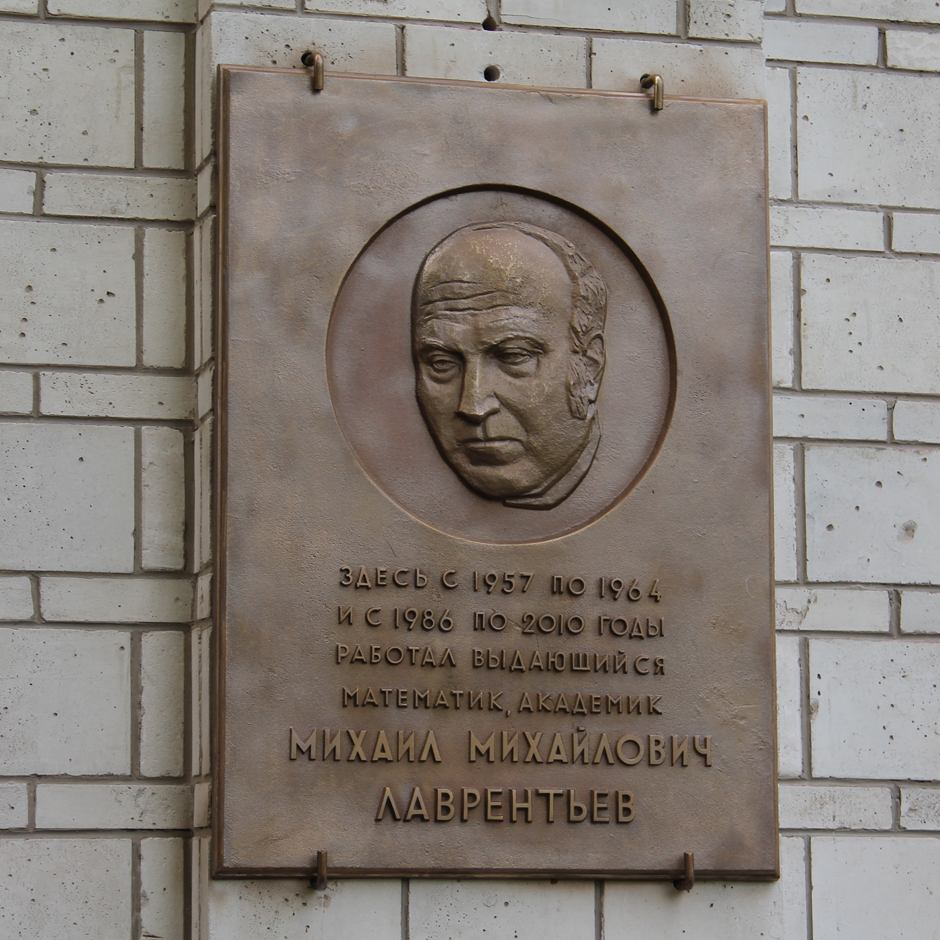 ЗДЕСЬ С 1957 ПО 1964
И С 1986 ПО 2010 ГОДЫ
РАБОТАЛ ВЫДАЮЩИЙСЯ
МАТЕМАТИК, АКАДЕМИК
МИХАИЛ МИХАЙЛОВИЧ
ЛАВРЕНТЬЕВ